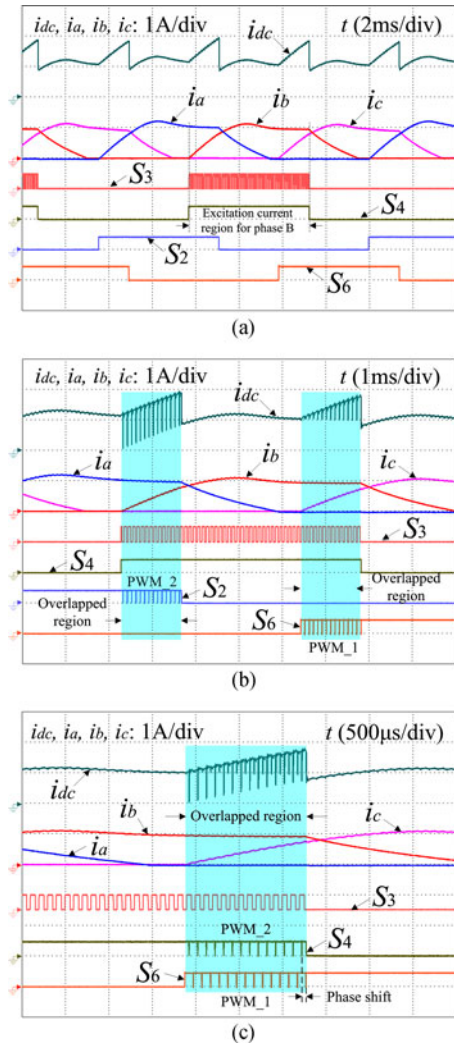 idc, ia, ib, ic: 1A/div
idc
t (2ms/div)
ia
ib
ic
S3
Excitation current
region for phase B
S4
S2
S6
(a)
idc, ia, ib, ic: 1A/div
t (1ms/div)
idc
ia
ib
ic
S3
S4
PWM_2
S2
Overlapped
region
Overlapped
region
S6
PWM_1
(b)
idc, ia, ib, ic: 1A/div
t (500μs/div)
idc
Overlapped region
ib
ic
ia
S3
PWM_2
S4
S6
PWM_1
Phase shift
(c)